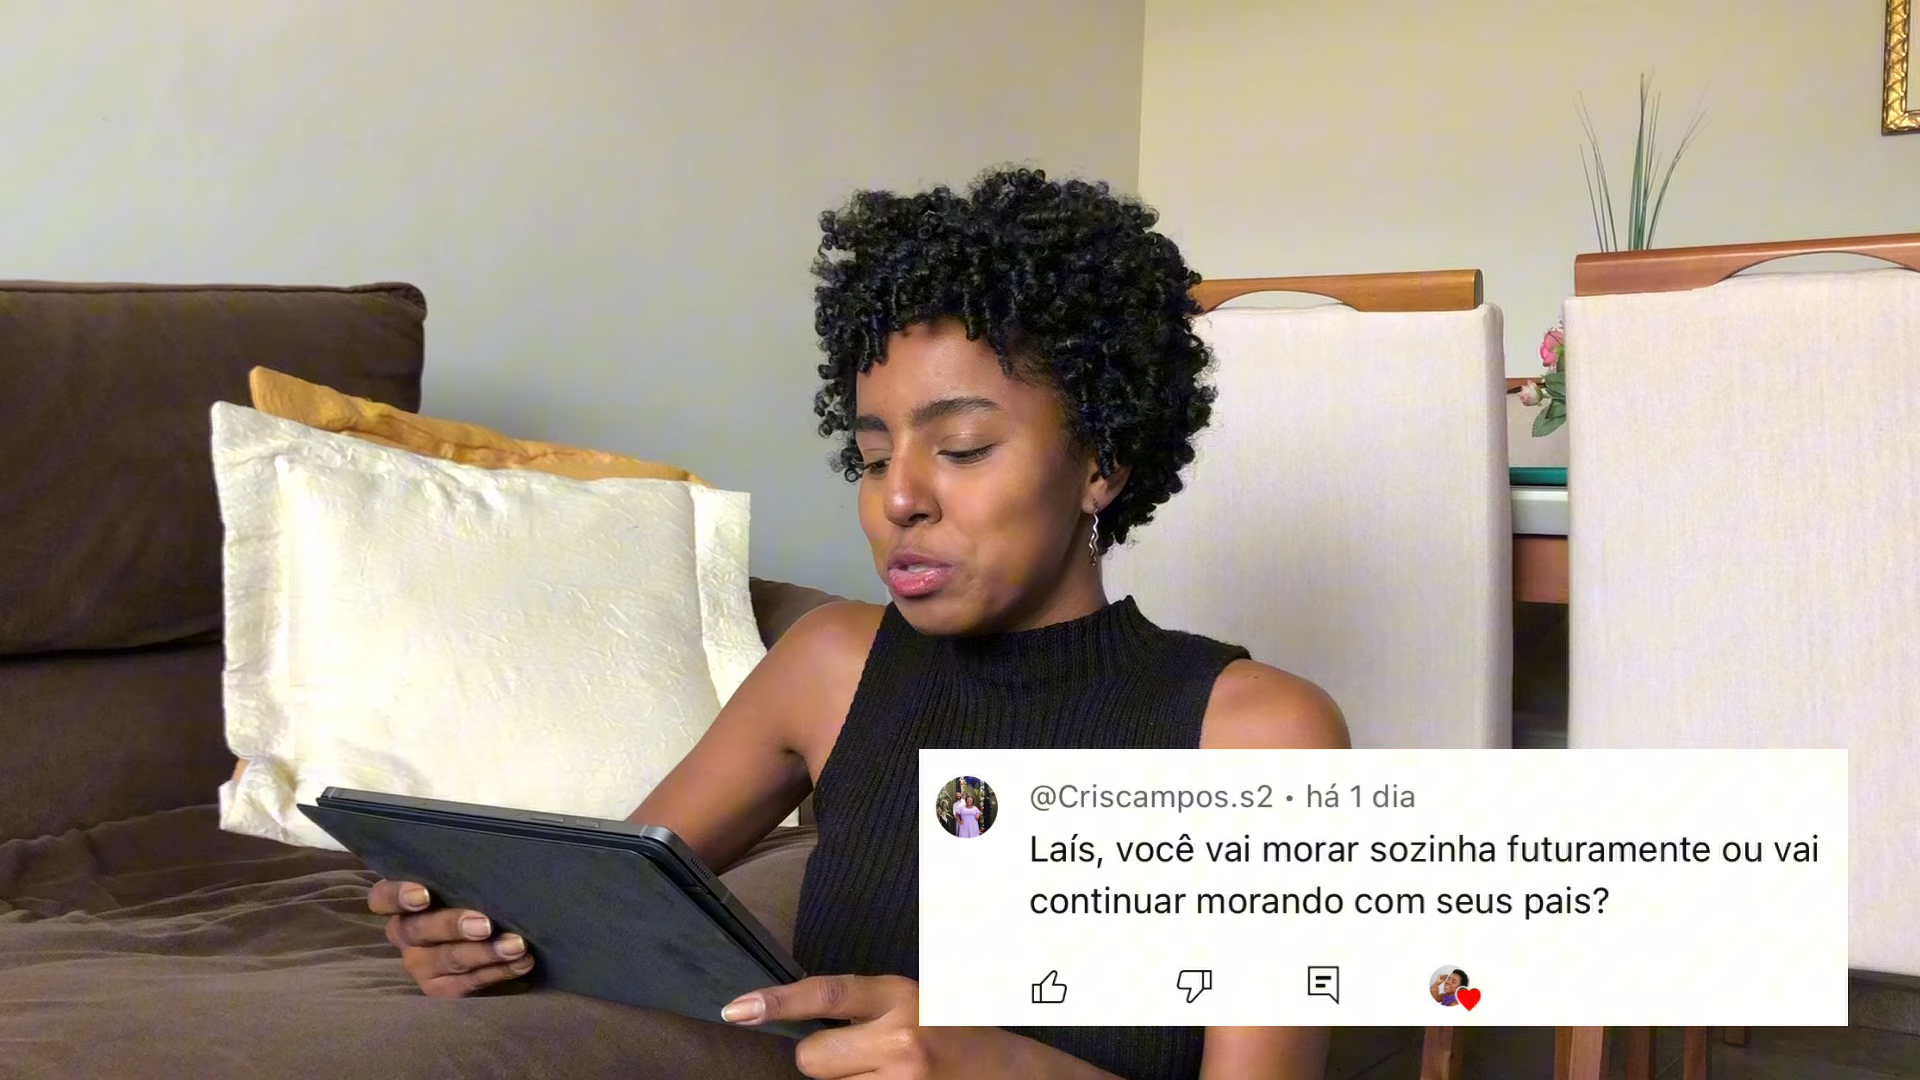 @Criscampos.s2 • há 1 dia
Laís, você vai morar sozinha futuramente ou vai
continuar morando com seus pais?